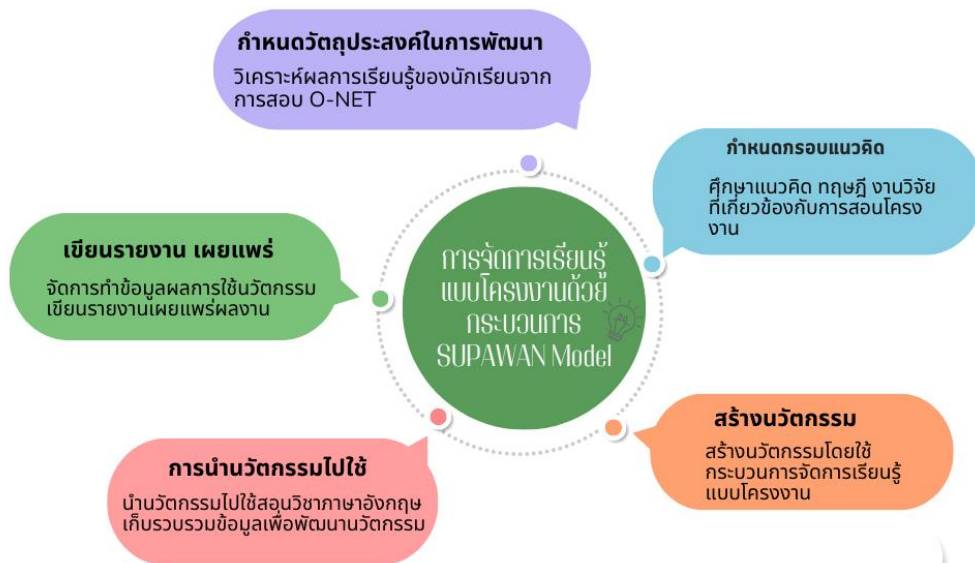 กำหนดวัตถุประสงค์ในการพัฒนา
วิเคราะห์ผลการเรียนรู้ของนักเรียนจาก
การสอบ O-NET
กำหนดกรอบแนวคิด
ศึกษาแนวคิด ทฤษฎี งานวิจัย
ที่เกี่ยวข้องกับการสอนโครง
งาน
สร้างนวัตกรรม
สร้างนวัตกรรมโดยใช้
กระบวนการจัดการเรียนรู้
แบบโครงงาน
การนำนวัตกรรมไปใช้
นำนวัตกรรมไปใช้สอนวิชาภาษาอังกฤษ
เก็บรวบรวมข้อมูลเพื่อพัฒนานวัตกรรม
เขียนรายงาน เผยแพร่
จัดการทำข้อมูลผลการใช้นวัตกรรม
เขียนรายงานเผยแพร่ผลงาน
การจัดการเรียนรู้
แบบโครงงานด้วย
กระบวนการ
SUPAWAN Model